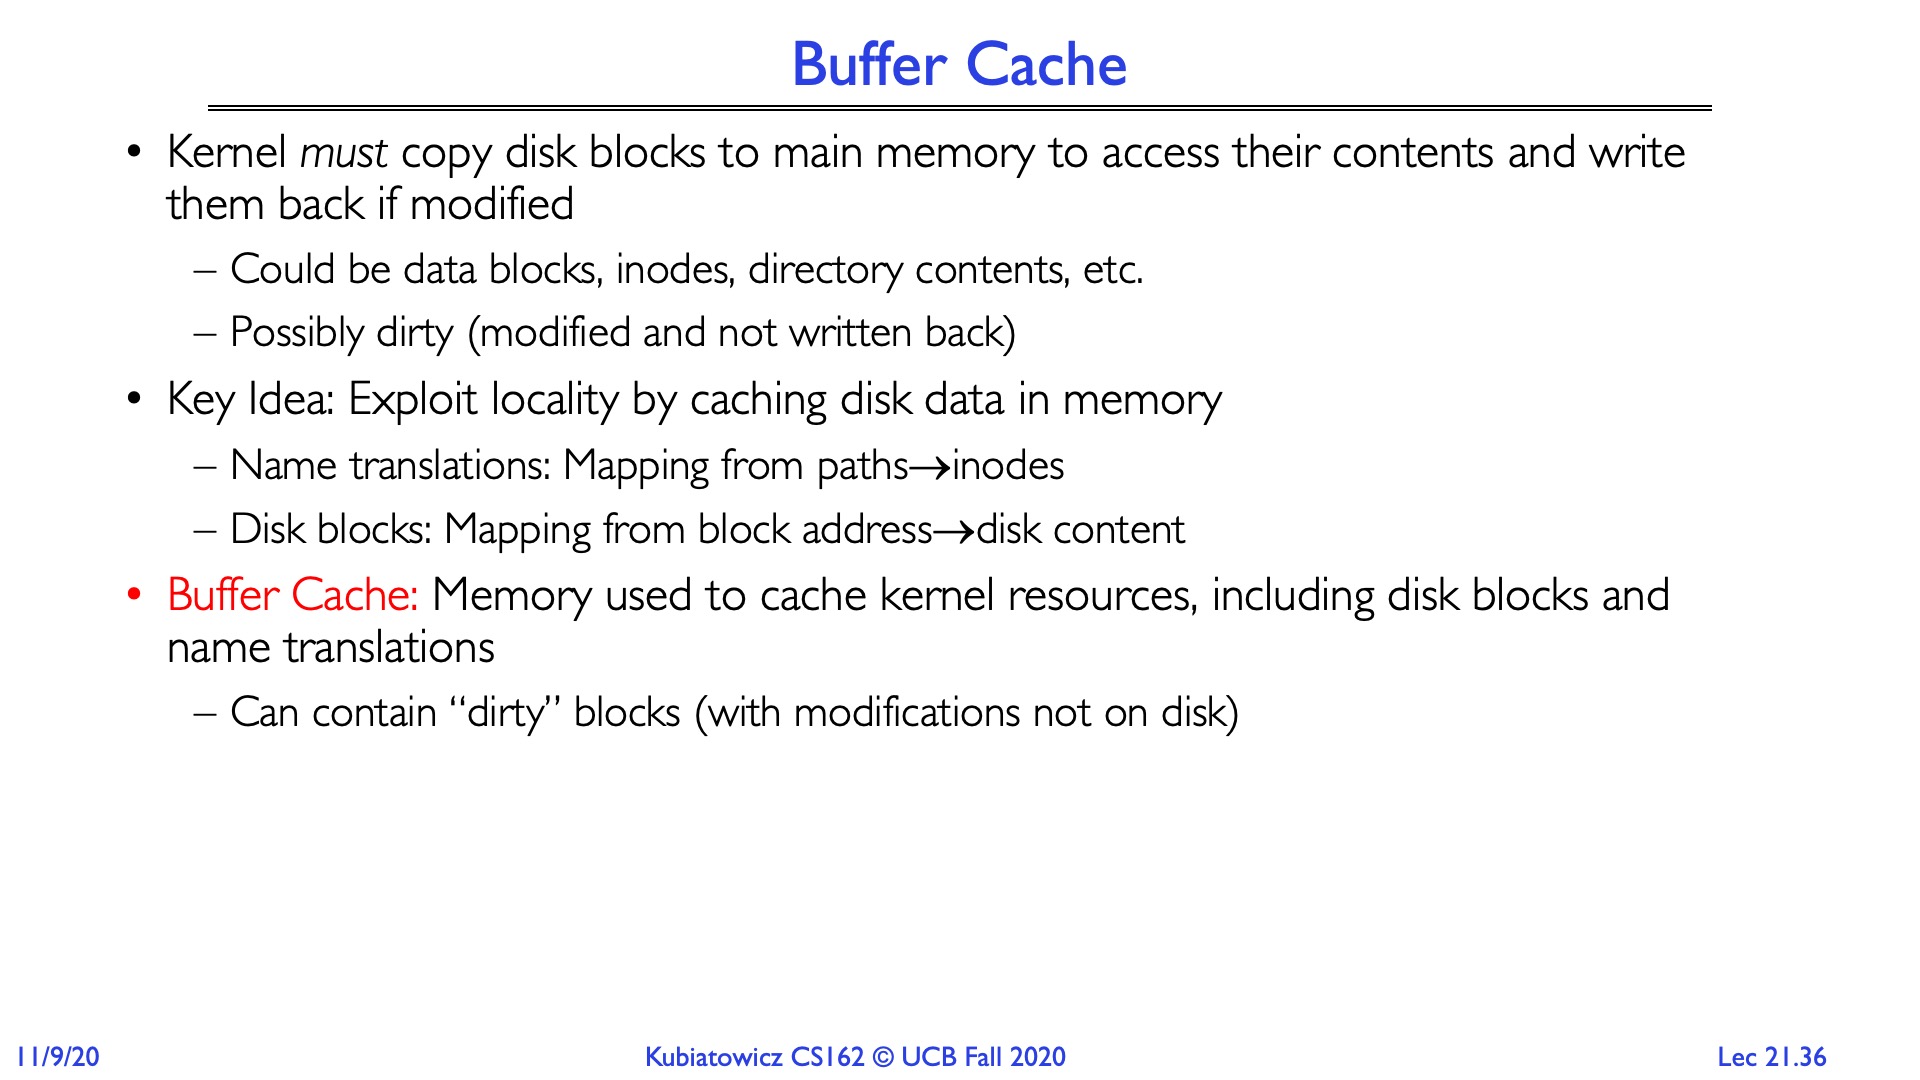 Buffer Cache
• Kernel must copy disk blocks to main memory to access their contents and write
them back if modified
– Could be data blocks, inodes, directory contents, etc.
– Possibly dirty (modified and not written back)
• Key Idea: Exploit locality by caching disk data in memory
– Name translations: Mapping from paths→inodes
– Disk blocks: Mapping from block address→disk content
• Buffer Cache: Memory used to cache kernel resources, including disk blocks and
name translations
– Can contain “dirty” blocks (with modifications not on disk)
11/9/20
Kubiatowicz CS162 © UCB Fall 2020
Lec 21.36